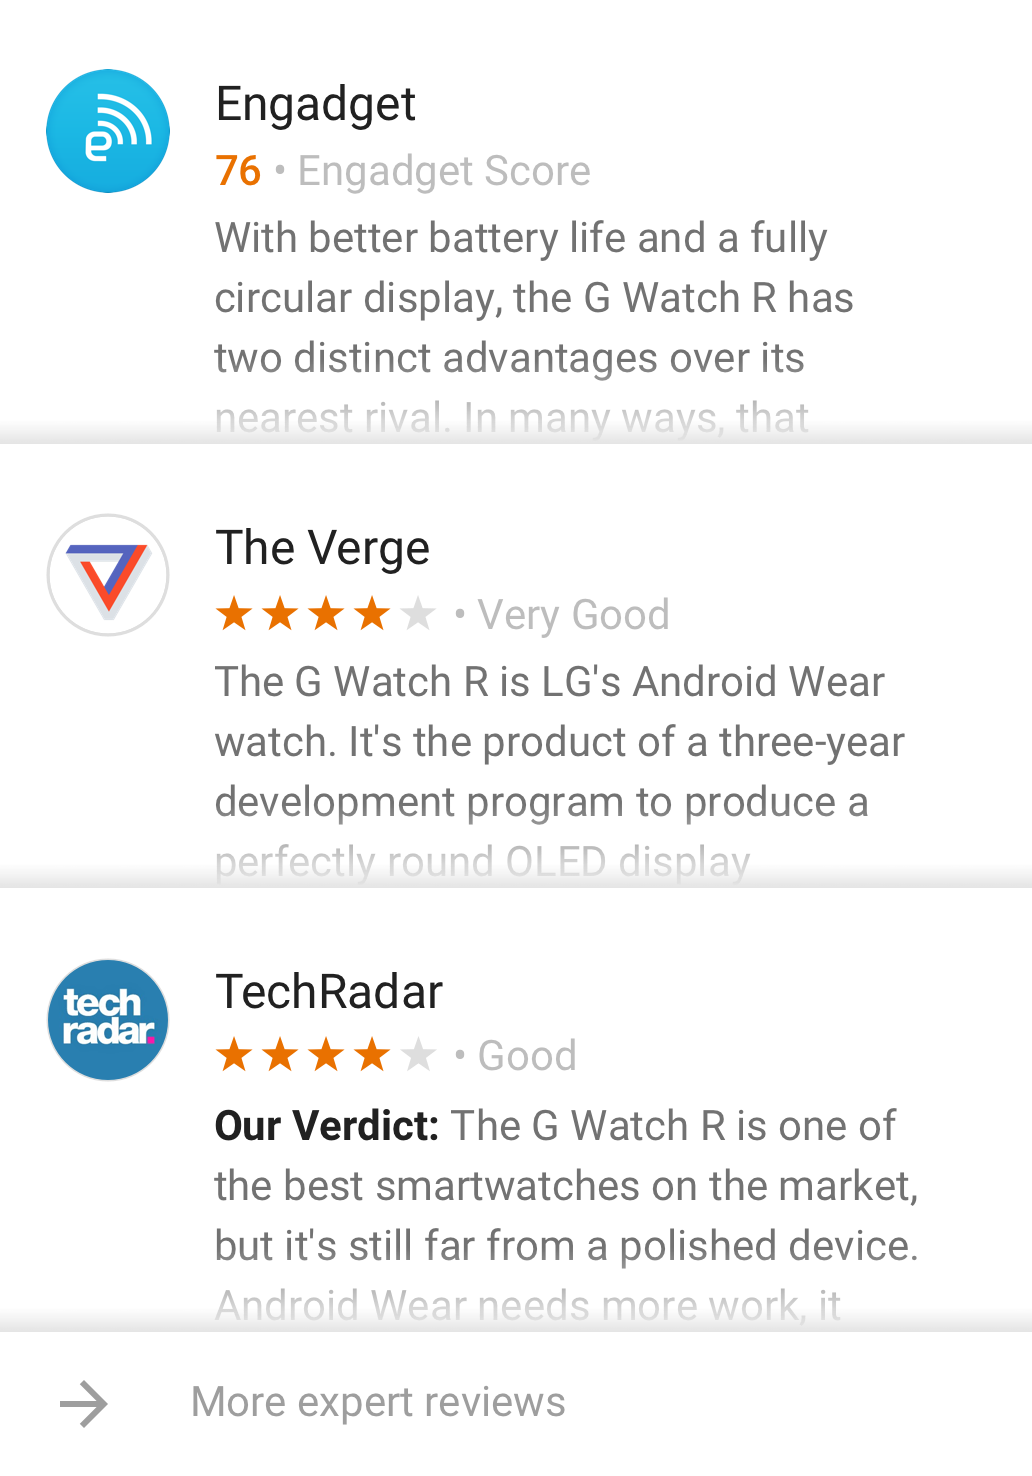 Engadget
76 • Engadget Score
With better battery life and a fully
circular display, the G Watch R has
two distinct advantages over its
nearest rival. In many ways, that
The Verge
• Very Good
The G Watch R is LG's Android Wear
watch. It's the product of a three-year
development program to produce a
perfectly round OLED display
tech
radar.
TechRadar
• Good
Our Verdict: The G Watch R is one of
the best smartwatches on the market,
but it's still far from a polished device.
Android Wear needs more work, it
More expert reviews